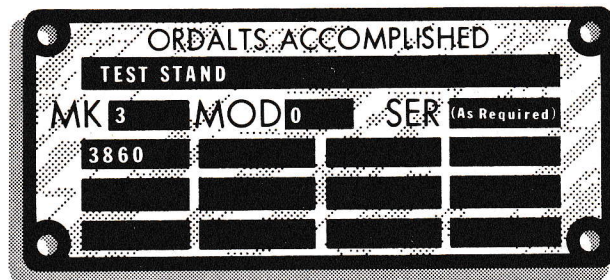 ORDALTS ACCOMPLISHED
TEST STAND
MK 3 MOD 0 SER (As Required)
3860